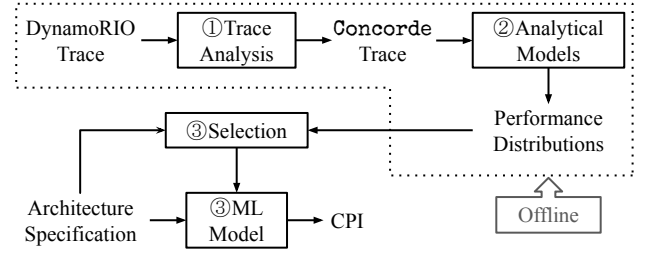 DynamoRIO
Trace
①Trace
Analysis
Concorde
Trace
②Analytical
Models
Performance
Distributions
③Selection
Architecture
Specification
③ML
Model
CPI
Offline